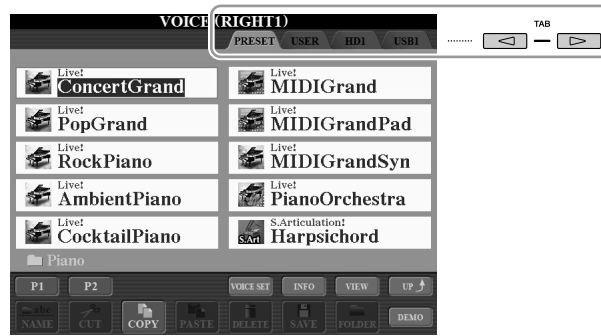 VOICE(RIGHT1)
PRESET USER HD1 USB1
TAB
Live!
ConcertGrand
Live!
MIDIGrand
Live!
PopGrand
Live!
MIDIGrandPad
Live!
RockPiano
Live!
MIDIGrandSyn
Live!
AmbientPiano
Live!
PianoOrchestra
Live!
CocktailPiano
S.Art
S.Articulation!
Harpsichord
Piano
P1 P2 VOICE SET INFO VIEW UP
abc
NAME CUT COPY PASTE DELETE SAVE FOLDER DEMO